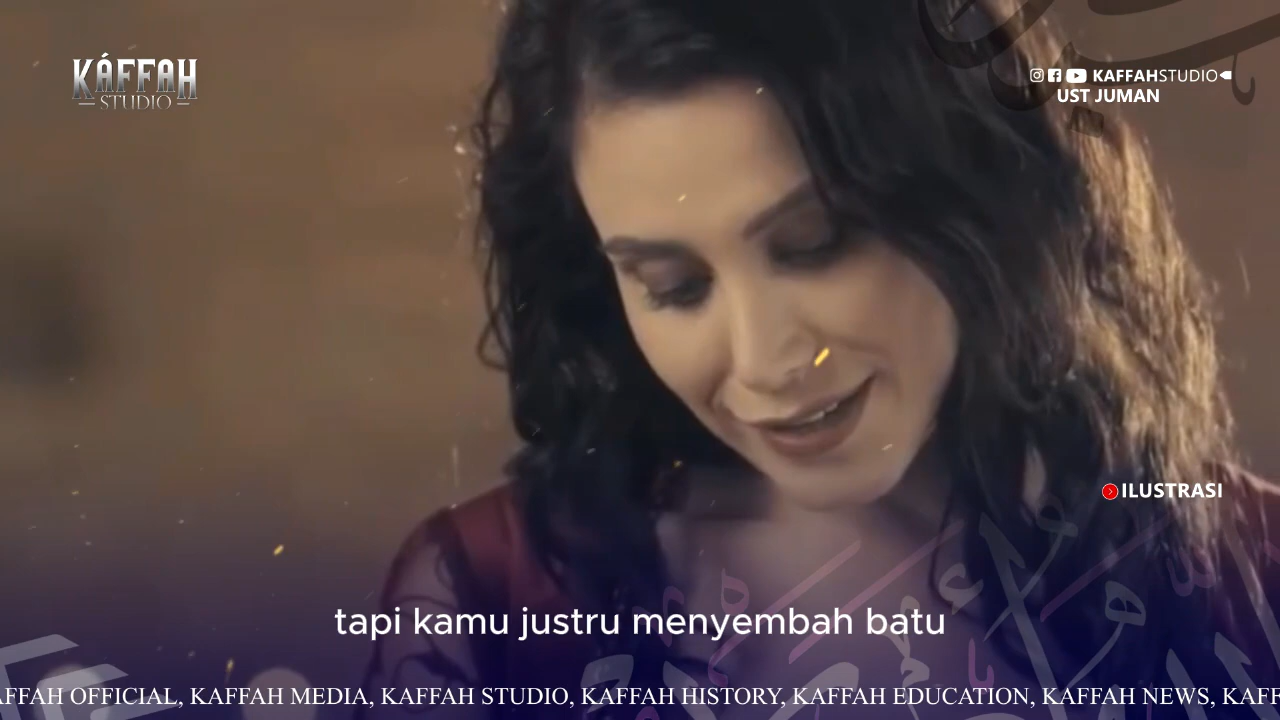 KÁFFAH
STUDIO
KAFFAHSTUDIO
UST JUMAN
ILUSTRASI
tapi kamu justru menyembah batu
AFFAH OFFICIAL, KAFFAH MEDIA, KAFFAH STUDIO, KAFFAH HISTORY, KAFFAH EDUCATION, KAFFAH NEWS, KAFF